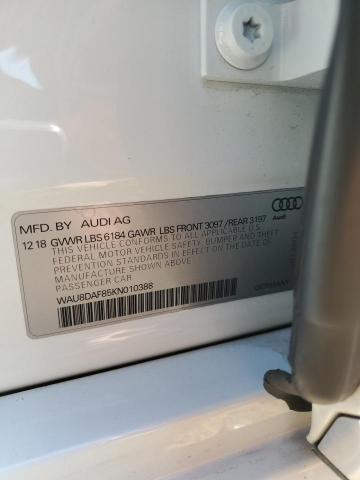 MFD. BY AUDI AG
12 18 GVWR LBS 6184 GAWR LBS FRONT 3097 /REAR 3197
THIS VEHICLE CONFORMS TO ALL APPLICABLE U.S.
FEDERAL MOTOR VEHICLE SAFETY, BUMPER AND THEFT
PREVENTION STANDARDS IN EFFECT ON THE DATE OF
MANUFACTURE SHOWN ABOVE.
PASSENGER CAR
WAU8DAF85KN010388
GERMANY
Audi